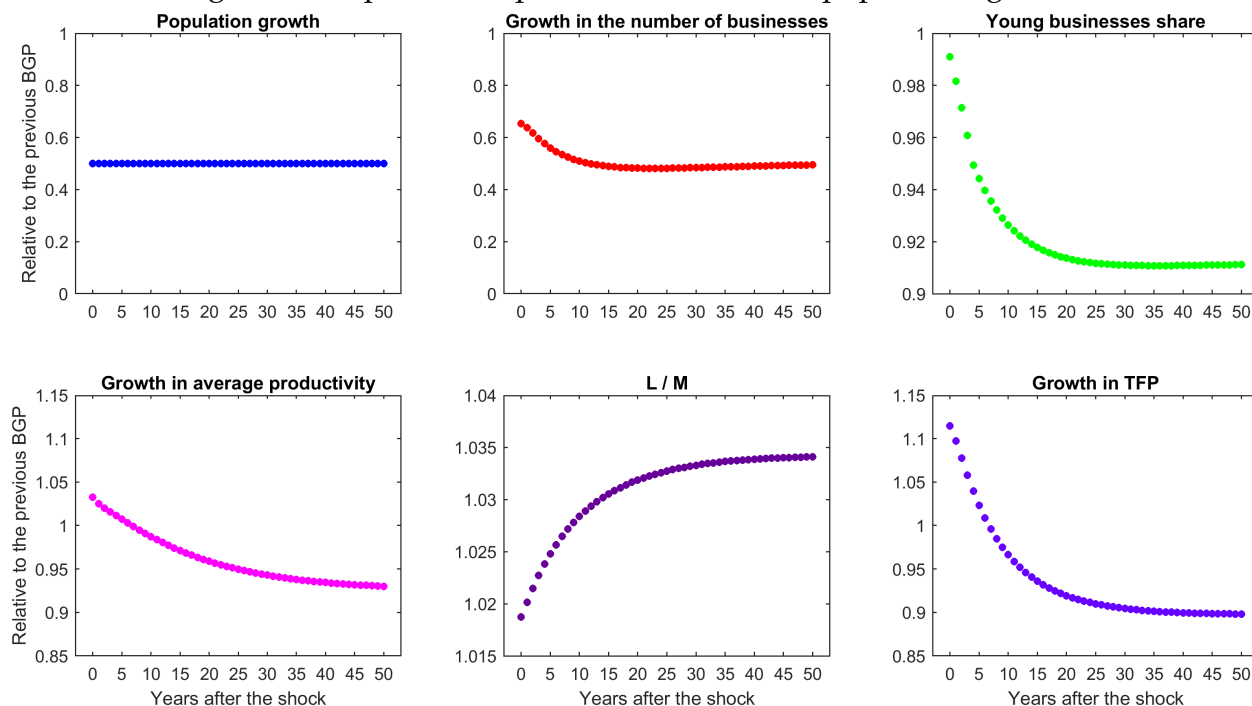 Population growth
Growth in the number of businesses
Young businesses share
Relative to the previous BGP
1
0.8
0.6
0.4
0.2
0
0 5 10 15 20 25 30 35 40 45 50
1
0.8
0.6
0.4
0.2
0
0 5 10 15 20 25 30 35 40 45 50
1
0.98
0.96
0.94
0.92
0.9
0 5 10 15 20 25 30 35 40 45 50
Growth in average productivity
L / M
Growth in TFP
Relative to the previous BGP
1.15
1.1
1.05
1
0.95
0.9
0.85
0 5 10 15 20 25 30 35 40 45 50
Years after the shock
1.04
1.035
1.03
1.025
1.02
1.015
0 5 10 15 20 25 30 35 40 45 50
Years after the shock
1.15
1.1
1.05
1
0.95
0.9
0.85
0 5 10 15 20 25 30 35 40 45 50
Years after the shock